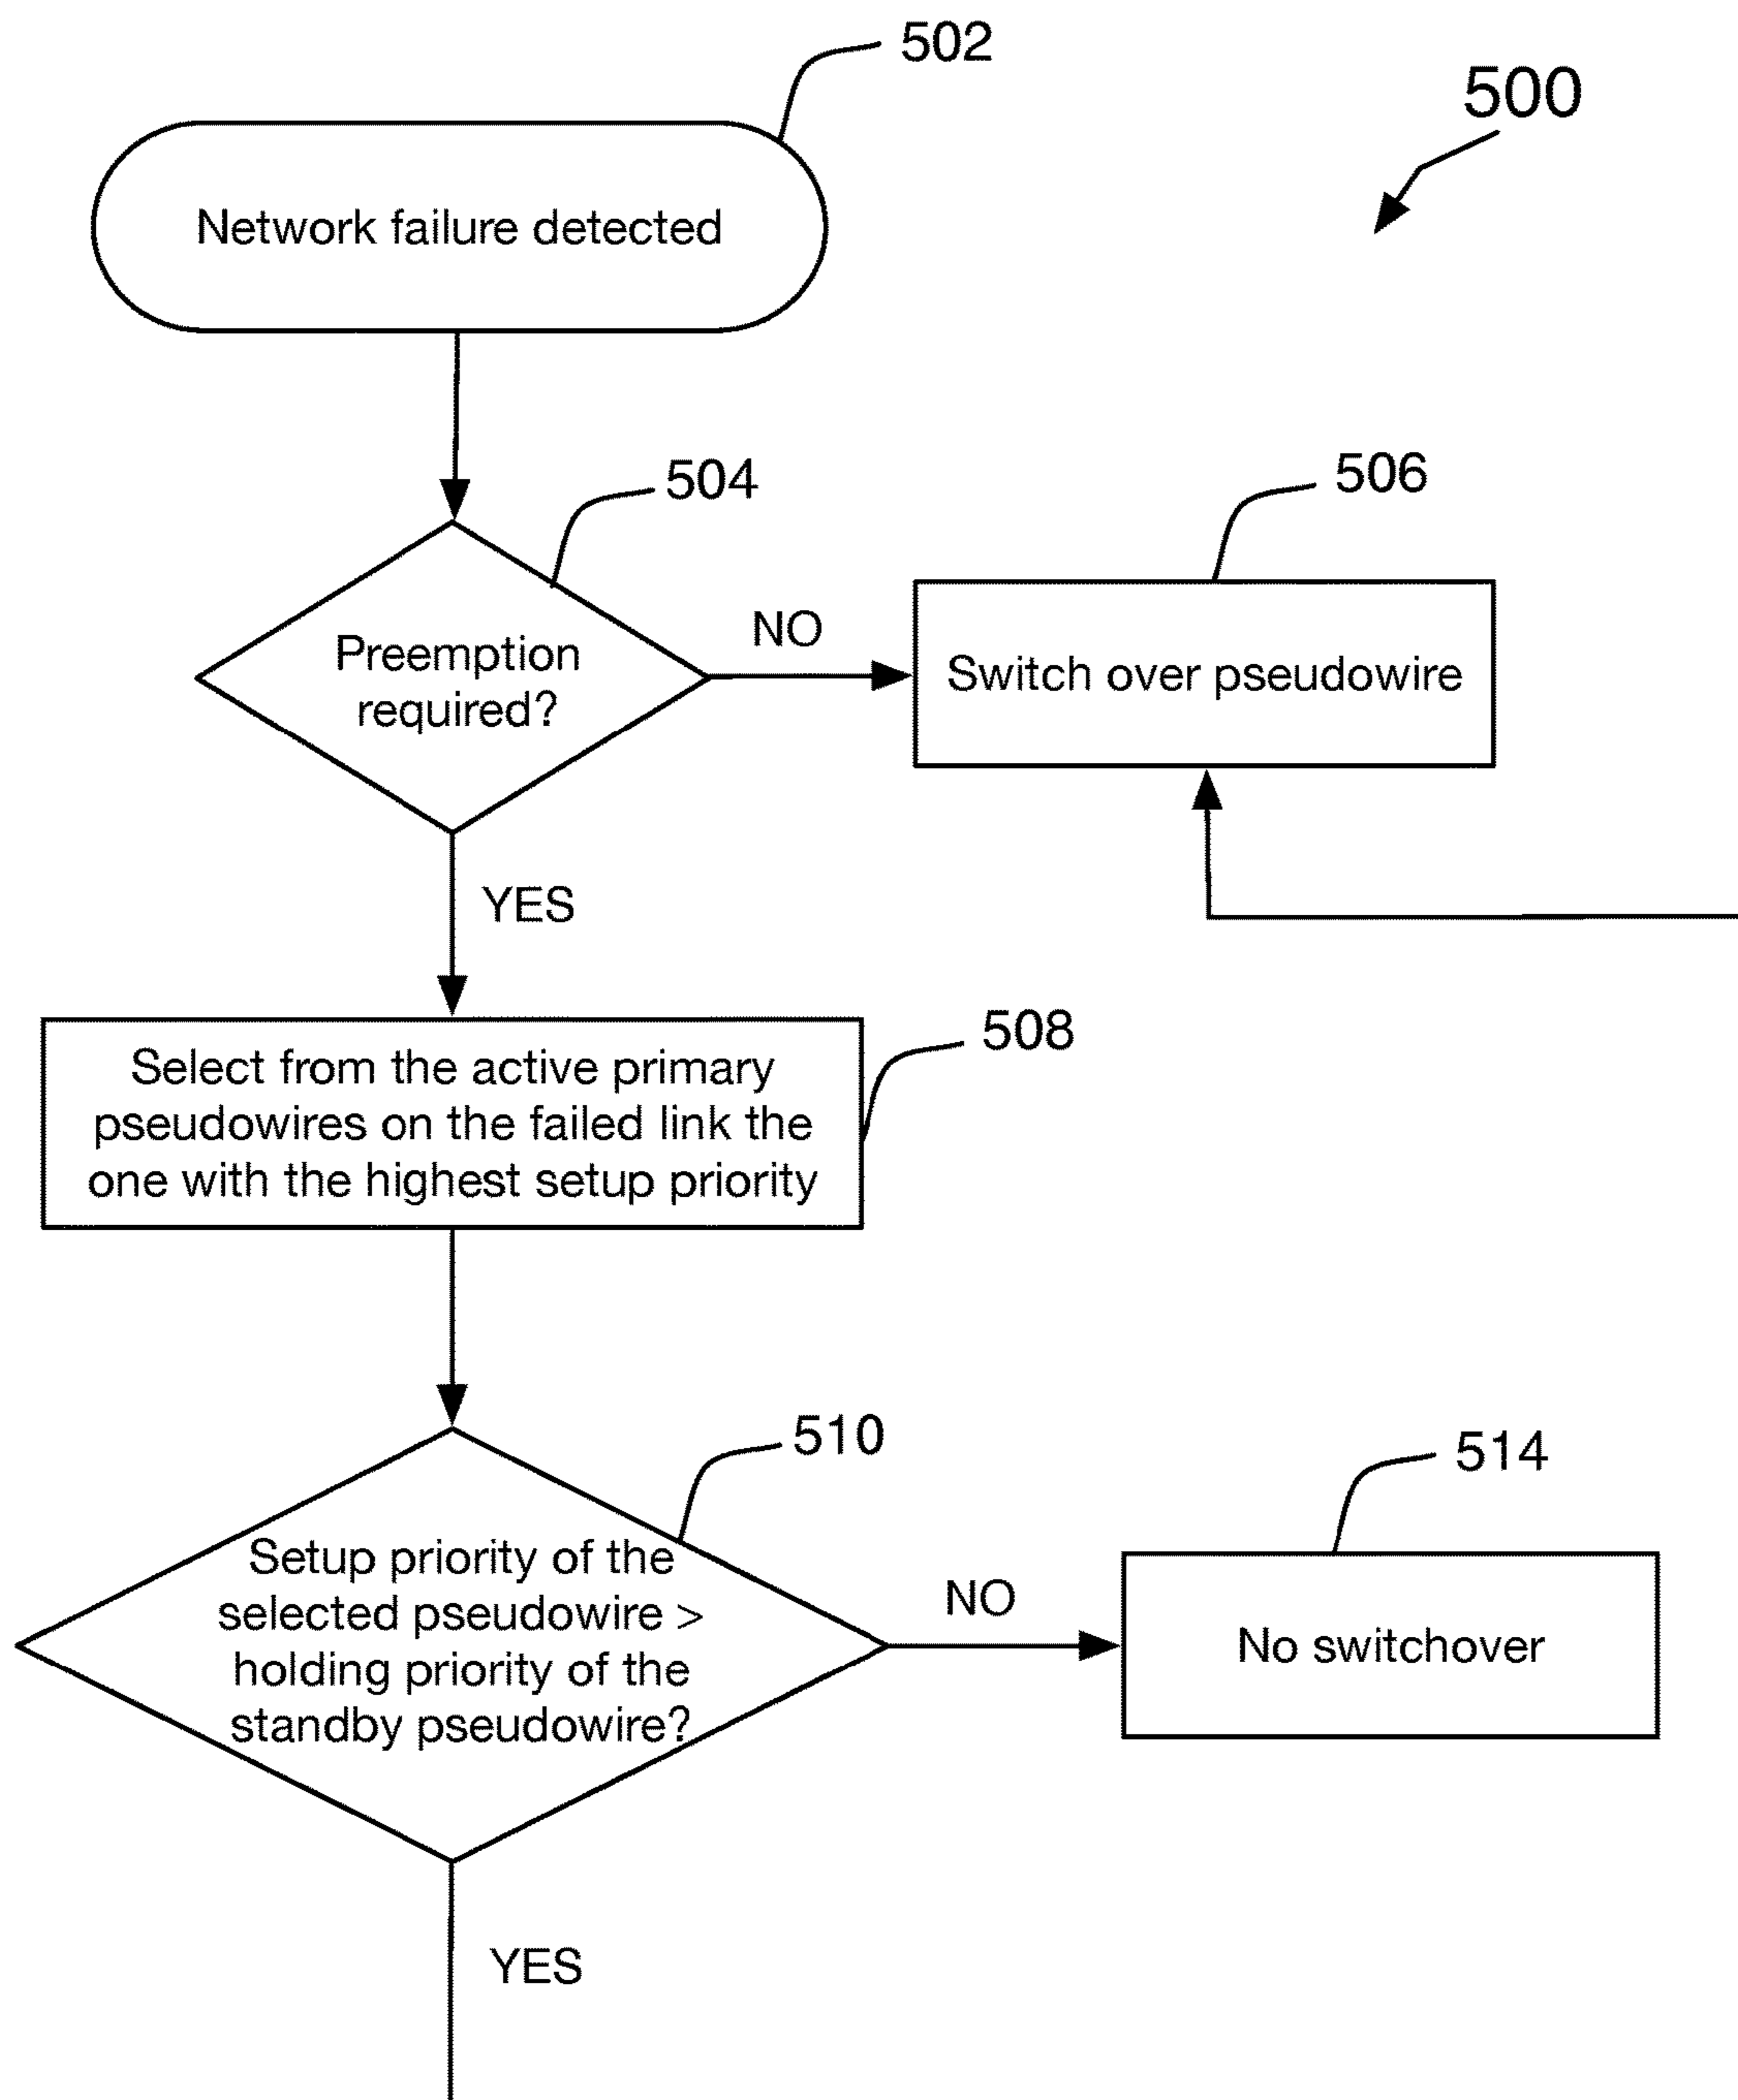 502
500
Network failure detected
504
506
Preemption
required?
NO
Switch over pseudowire
YES
508
Select from the active primary
pseudowires on the failed link the
one with the highest setup priority
510
514
Setup priority of the
selected pseudowire >
holding priority of the
standby pseudowire?
NO
No switchover
YES